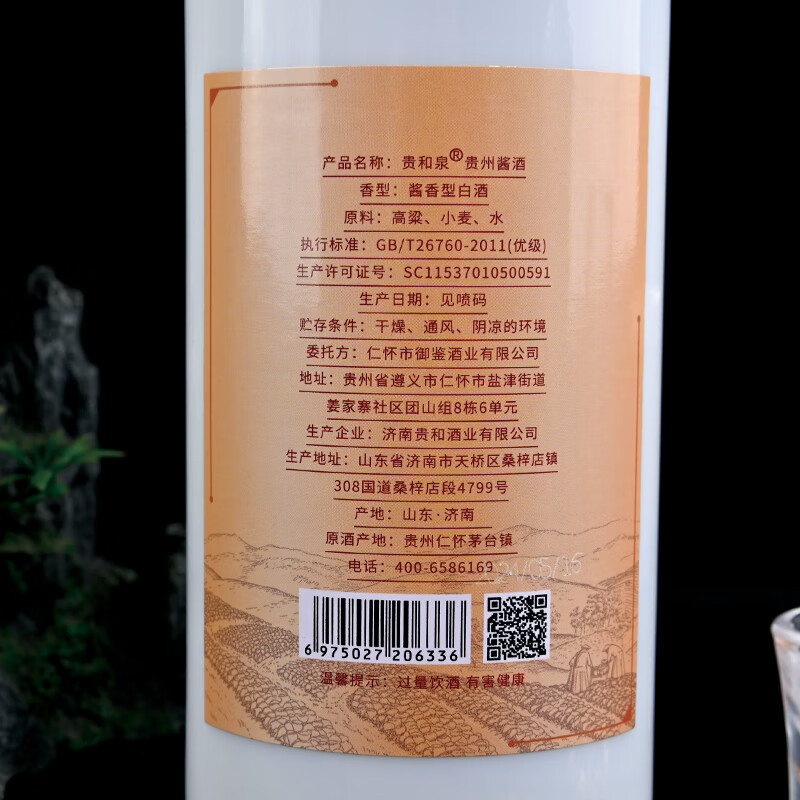 产品名称：贵和泉®贵州酱酒
香型：酱香型白酒
原料：高粱、小麦、水
执行标准：GB/T26760-2011(优级)
生产许可证号：SC11537010500591
生产日期：见喷码
贮存条件：干燥、通风、阴凉的环境
委托方：仁怀市御鉴酒业有限公司
地址：贵州省遵义市仁怀市盐津街道
姜家寨社区团山组8栋6单元
生产企业：济南贵和酒业有限公司
生产地址：山东省济南市天桥区桑梓店镇
308国道桑梓店段4799号
产地：山东·济南
原酒产地：贵州仁怀茅台镇
电话：400-6586169
24/05/16
6 975027 206336
温馨提示：过量饮酒 有害健康